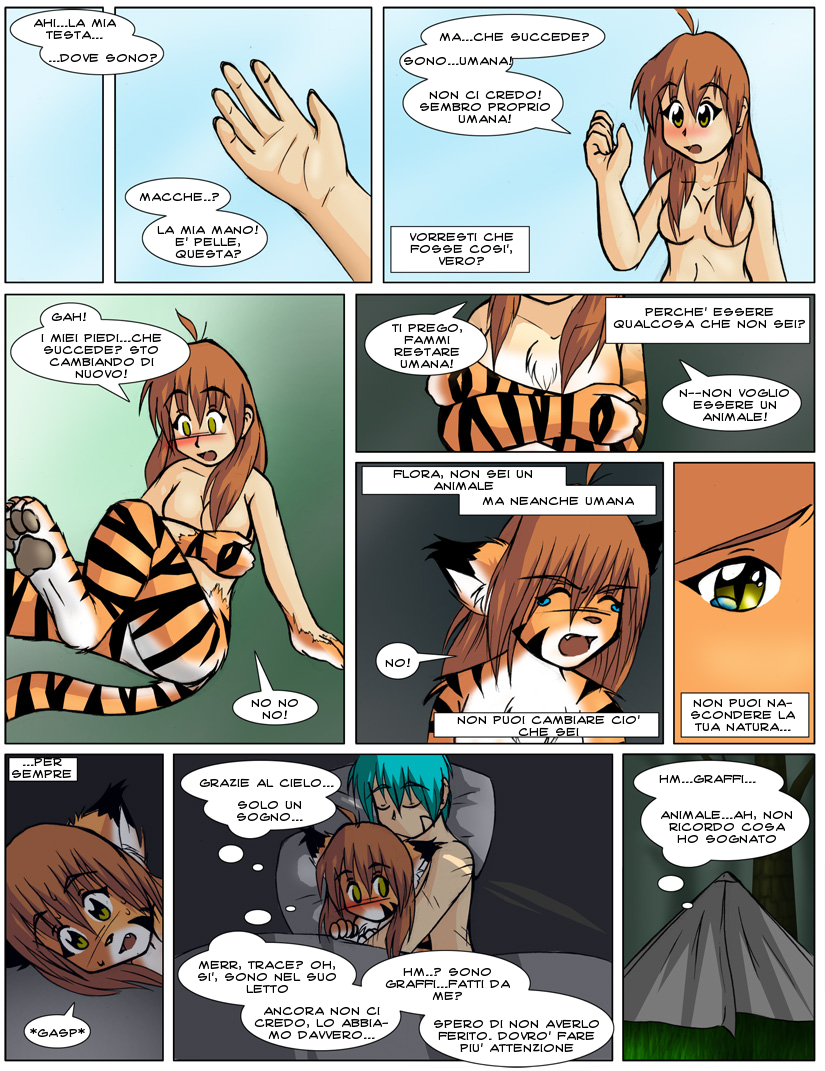 AHI...LA MIA
TESTA...
...DOVE SONO?
MACCHE..?
LA MIA MANO!
E' PELLE,
QUESTA?
MA...CHE SUCCEDE?
SONO...UMANA!
NON CI CREDO!
SEMBRO PROPRIO
UMANA!
VORRESTI CHE
FOSSE COSI',
VERO?
GAH!
I MIEI PIEDI...CHE
SUCCEDE? STO
CAMBIANDO DI
NUOVO!
NO NO
NO!
TI PREGO,
FAMMI
RESTARE
UMANA!
PERCHE' ESSERE
QUALCOSA CHE NON SEI?
N--NON VOGLIO
ESSERE UN
ANIMALE!
FLORA, NON SEI UN
ANIMALE
MA NEANCHE UMANA
NO!
NON PUOI CAMBIARE CIO'
CHE SEI
NON PUOI NA-
SCONDERE LA
TUA NATURA...
...PER
SEMPRE
*GASP*
GRAZIE AL CIELO...
SOLO UN
SOGNO...
MERR, TRACE? OH,
SI', SONO NEL SUO
LETTO
ANCORA NON CI
CREDO, LO ABBIA-
MO DAVVERO...
HM..? SONO
GRAFFI...FATTI DA
ME?
SPERO DI NON AVERLO
FERITO. DOVRO' FARE
PIU' ATTENZIONE
HM...GRAFFI...
ANIMALE...AH, NON
RICORDO COSA
HO SOGNATO